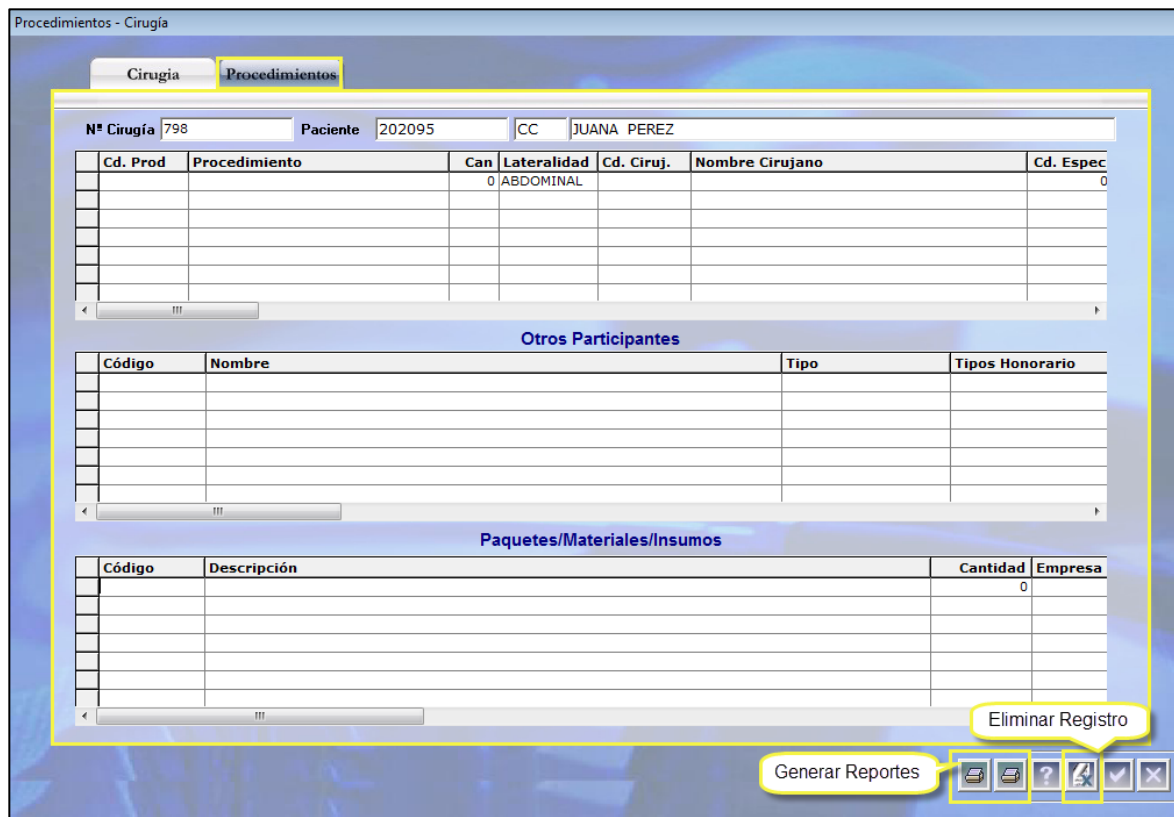 Procedimientos - Cirugía
Cirugia Procedimientos
Nº Cirugía 798 Paciente 202095 CC JUANA PEREZ
Cd. Prod Procedimiento Can Lateralidad Cd. Ciruj. Nombre Cirujano Cd. Espec
0 ABDOMINAL 0
Otros Participantes
Código Nombre Tipo Tipos Honorario
Paquetes/Materiales/Insumos
Código Descripción Cantidad Empresa
0
Eliminar Registro
Generar Reportes
?